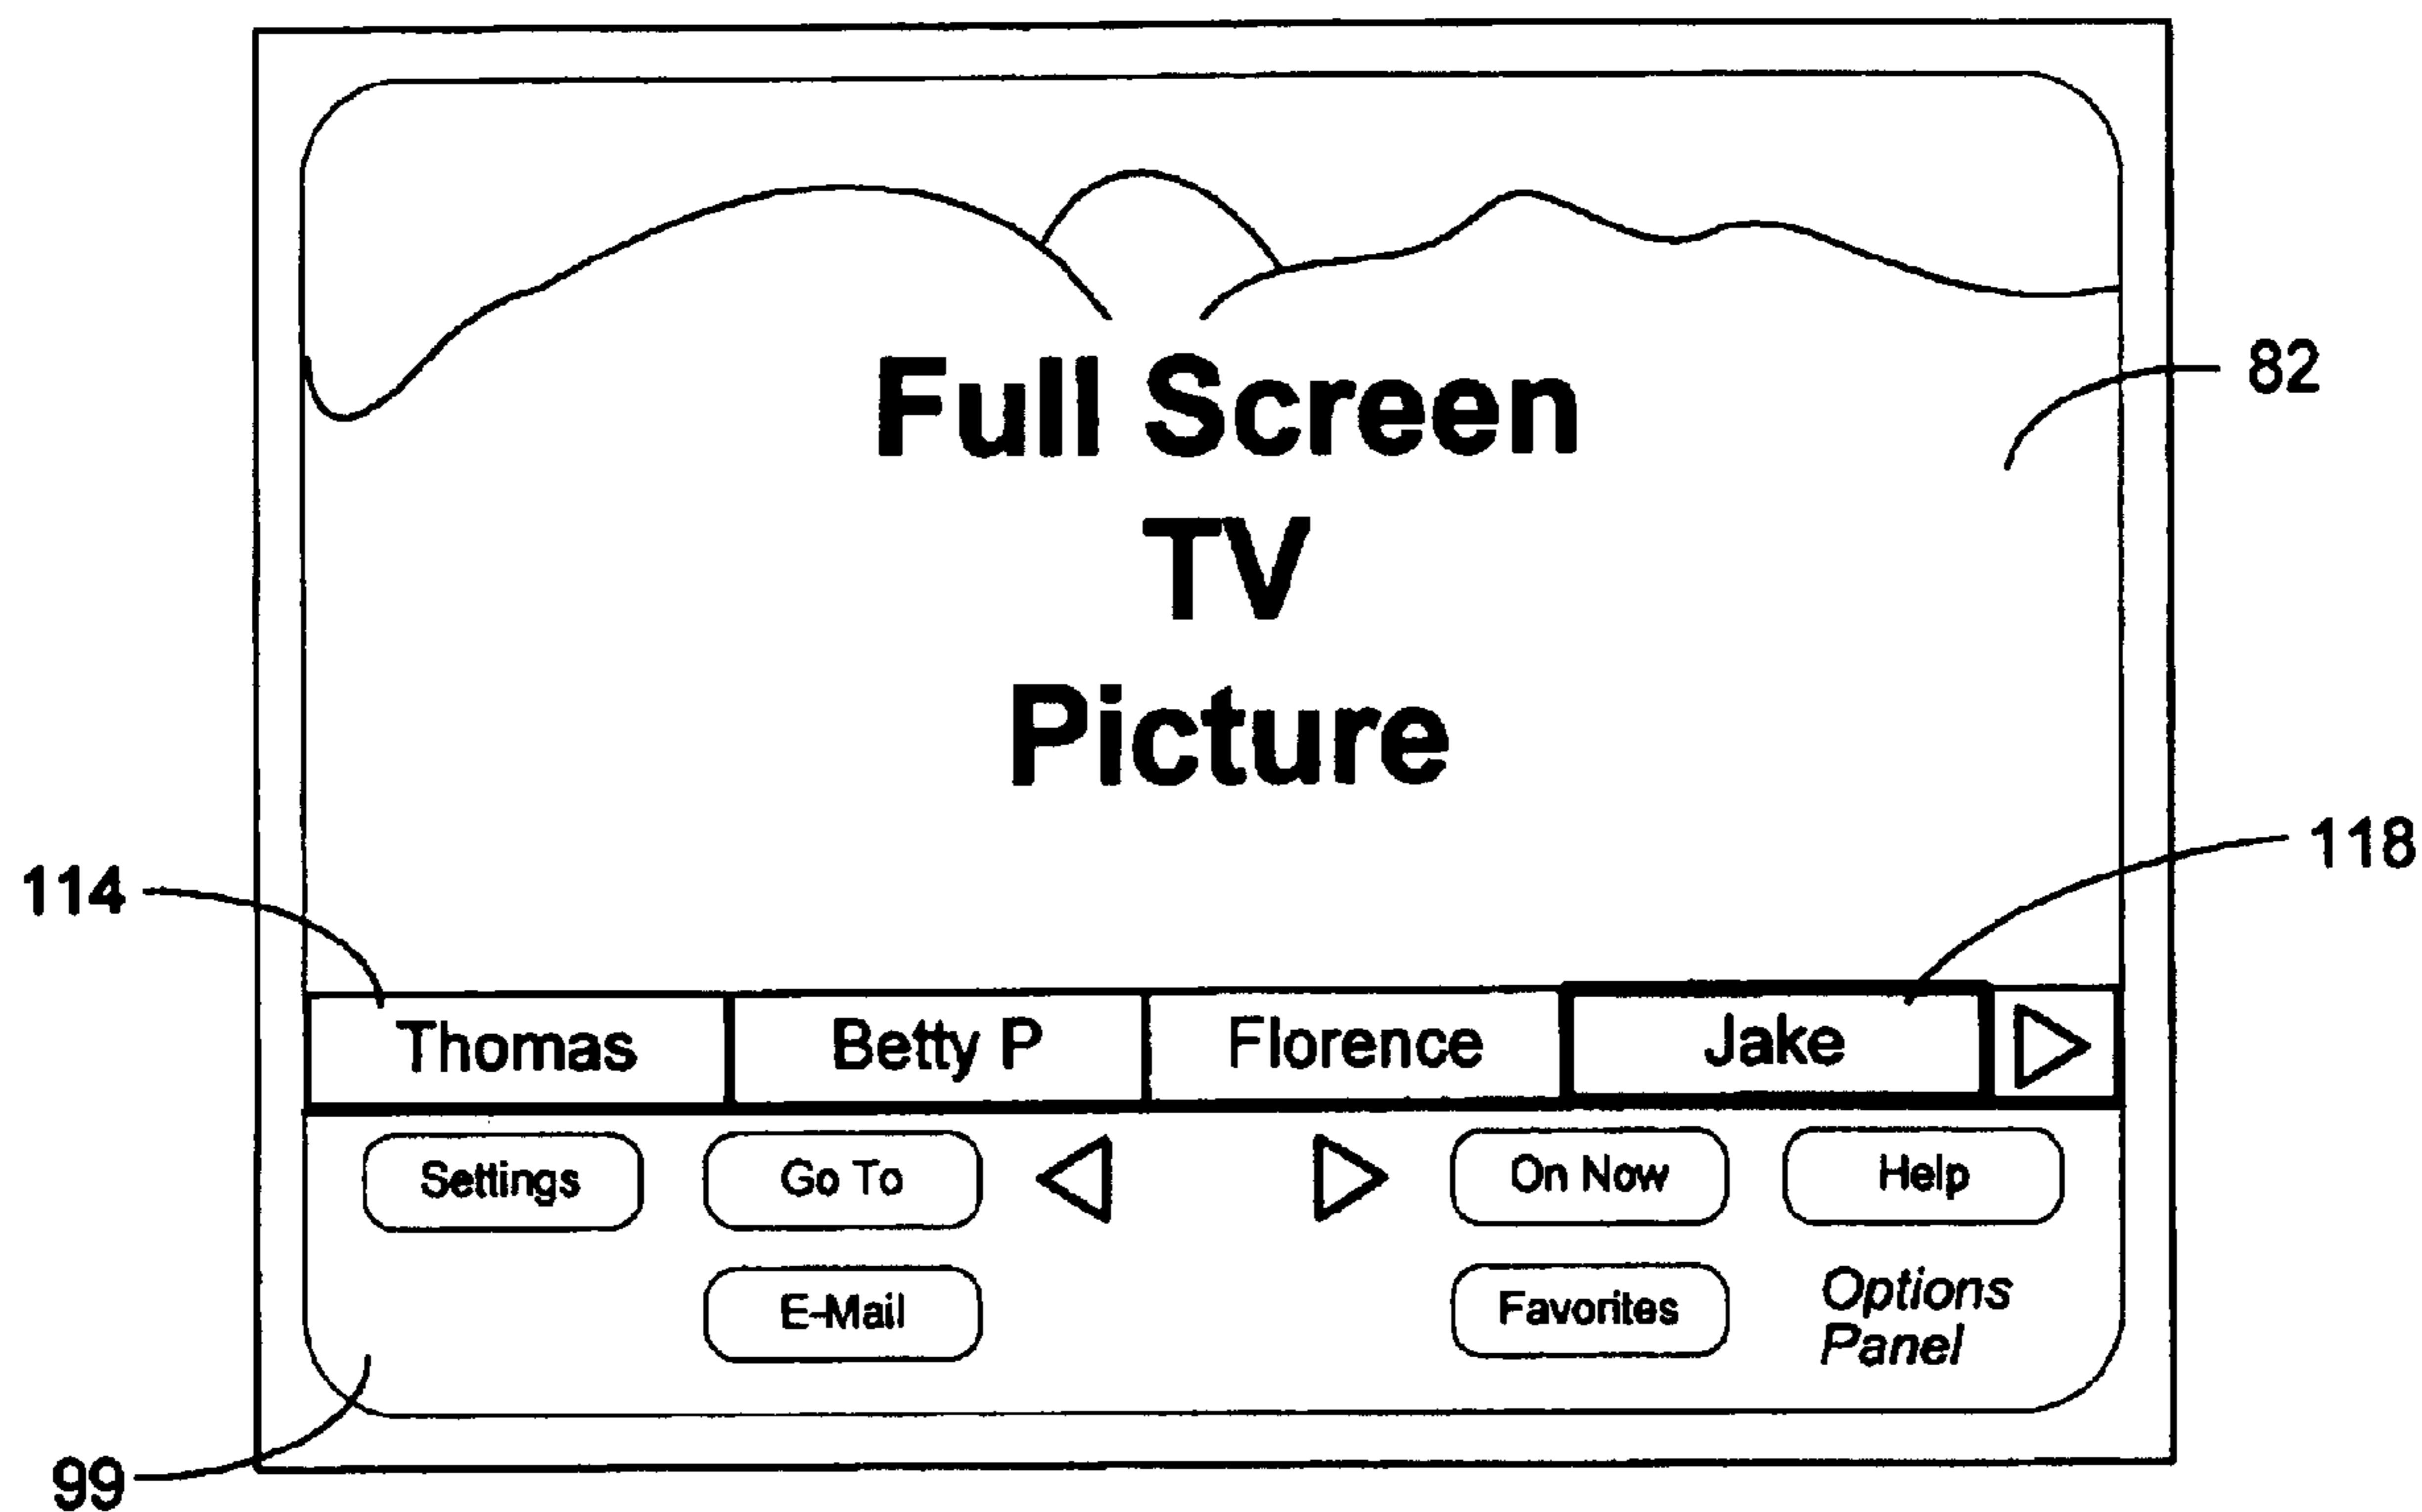 Full Screen
82
TV
Picture
118
114
Thomas Betty P Florence Jake
Settings Go To On Now Help
E-Mail Favorites Options
Panel
99